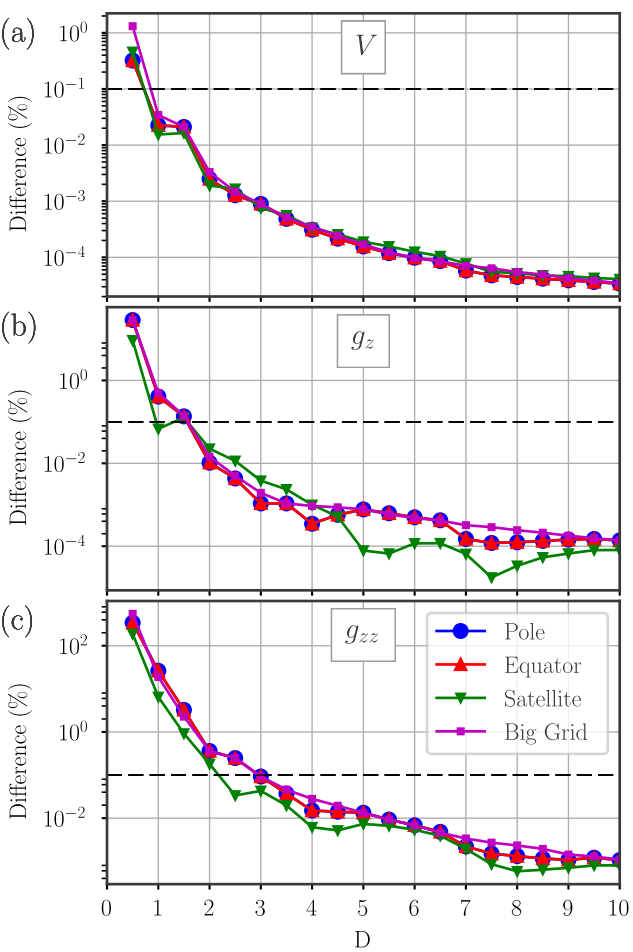 (a)
V
10^0
10^{-1}
10^{-2}
10^{-3}
10^{-4}
Difference (%)
(b)
g_z
10^0
10^{-2}
10^{-4}
Difference (%)
(c)
g_{zz}
10^2
10^0
10^{-2}
Difference (%)
Pole
Equator
Satellite
Big Grid
0 1 2 3 4 5 6 7 8 9 10
D